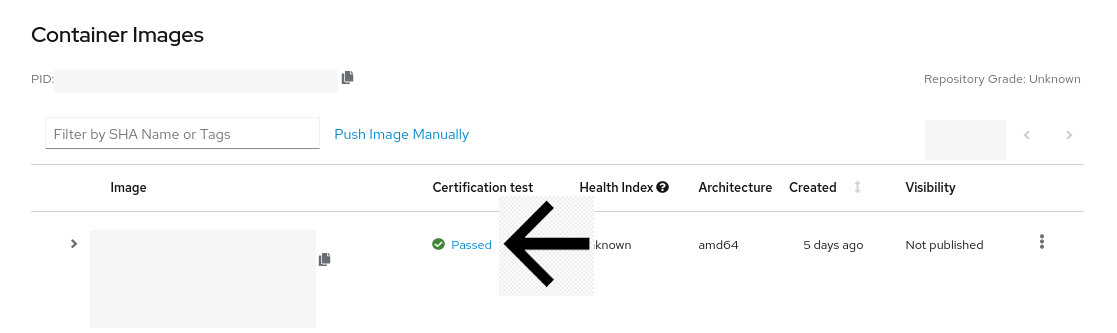 Container Images
PID:
Repository Grade: Unknown
Filter by SHA Name or Tags
Push Image Manually
Image Certification test Health Index Architecture Created Visibility
Passed known amd64 5 days ago Not published